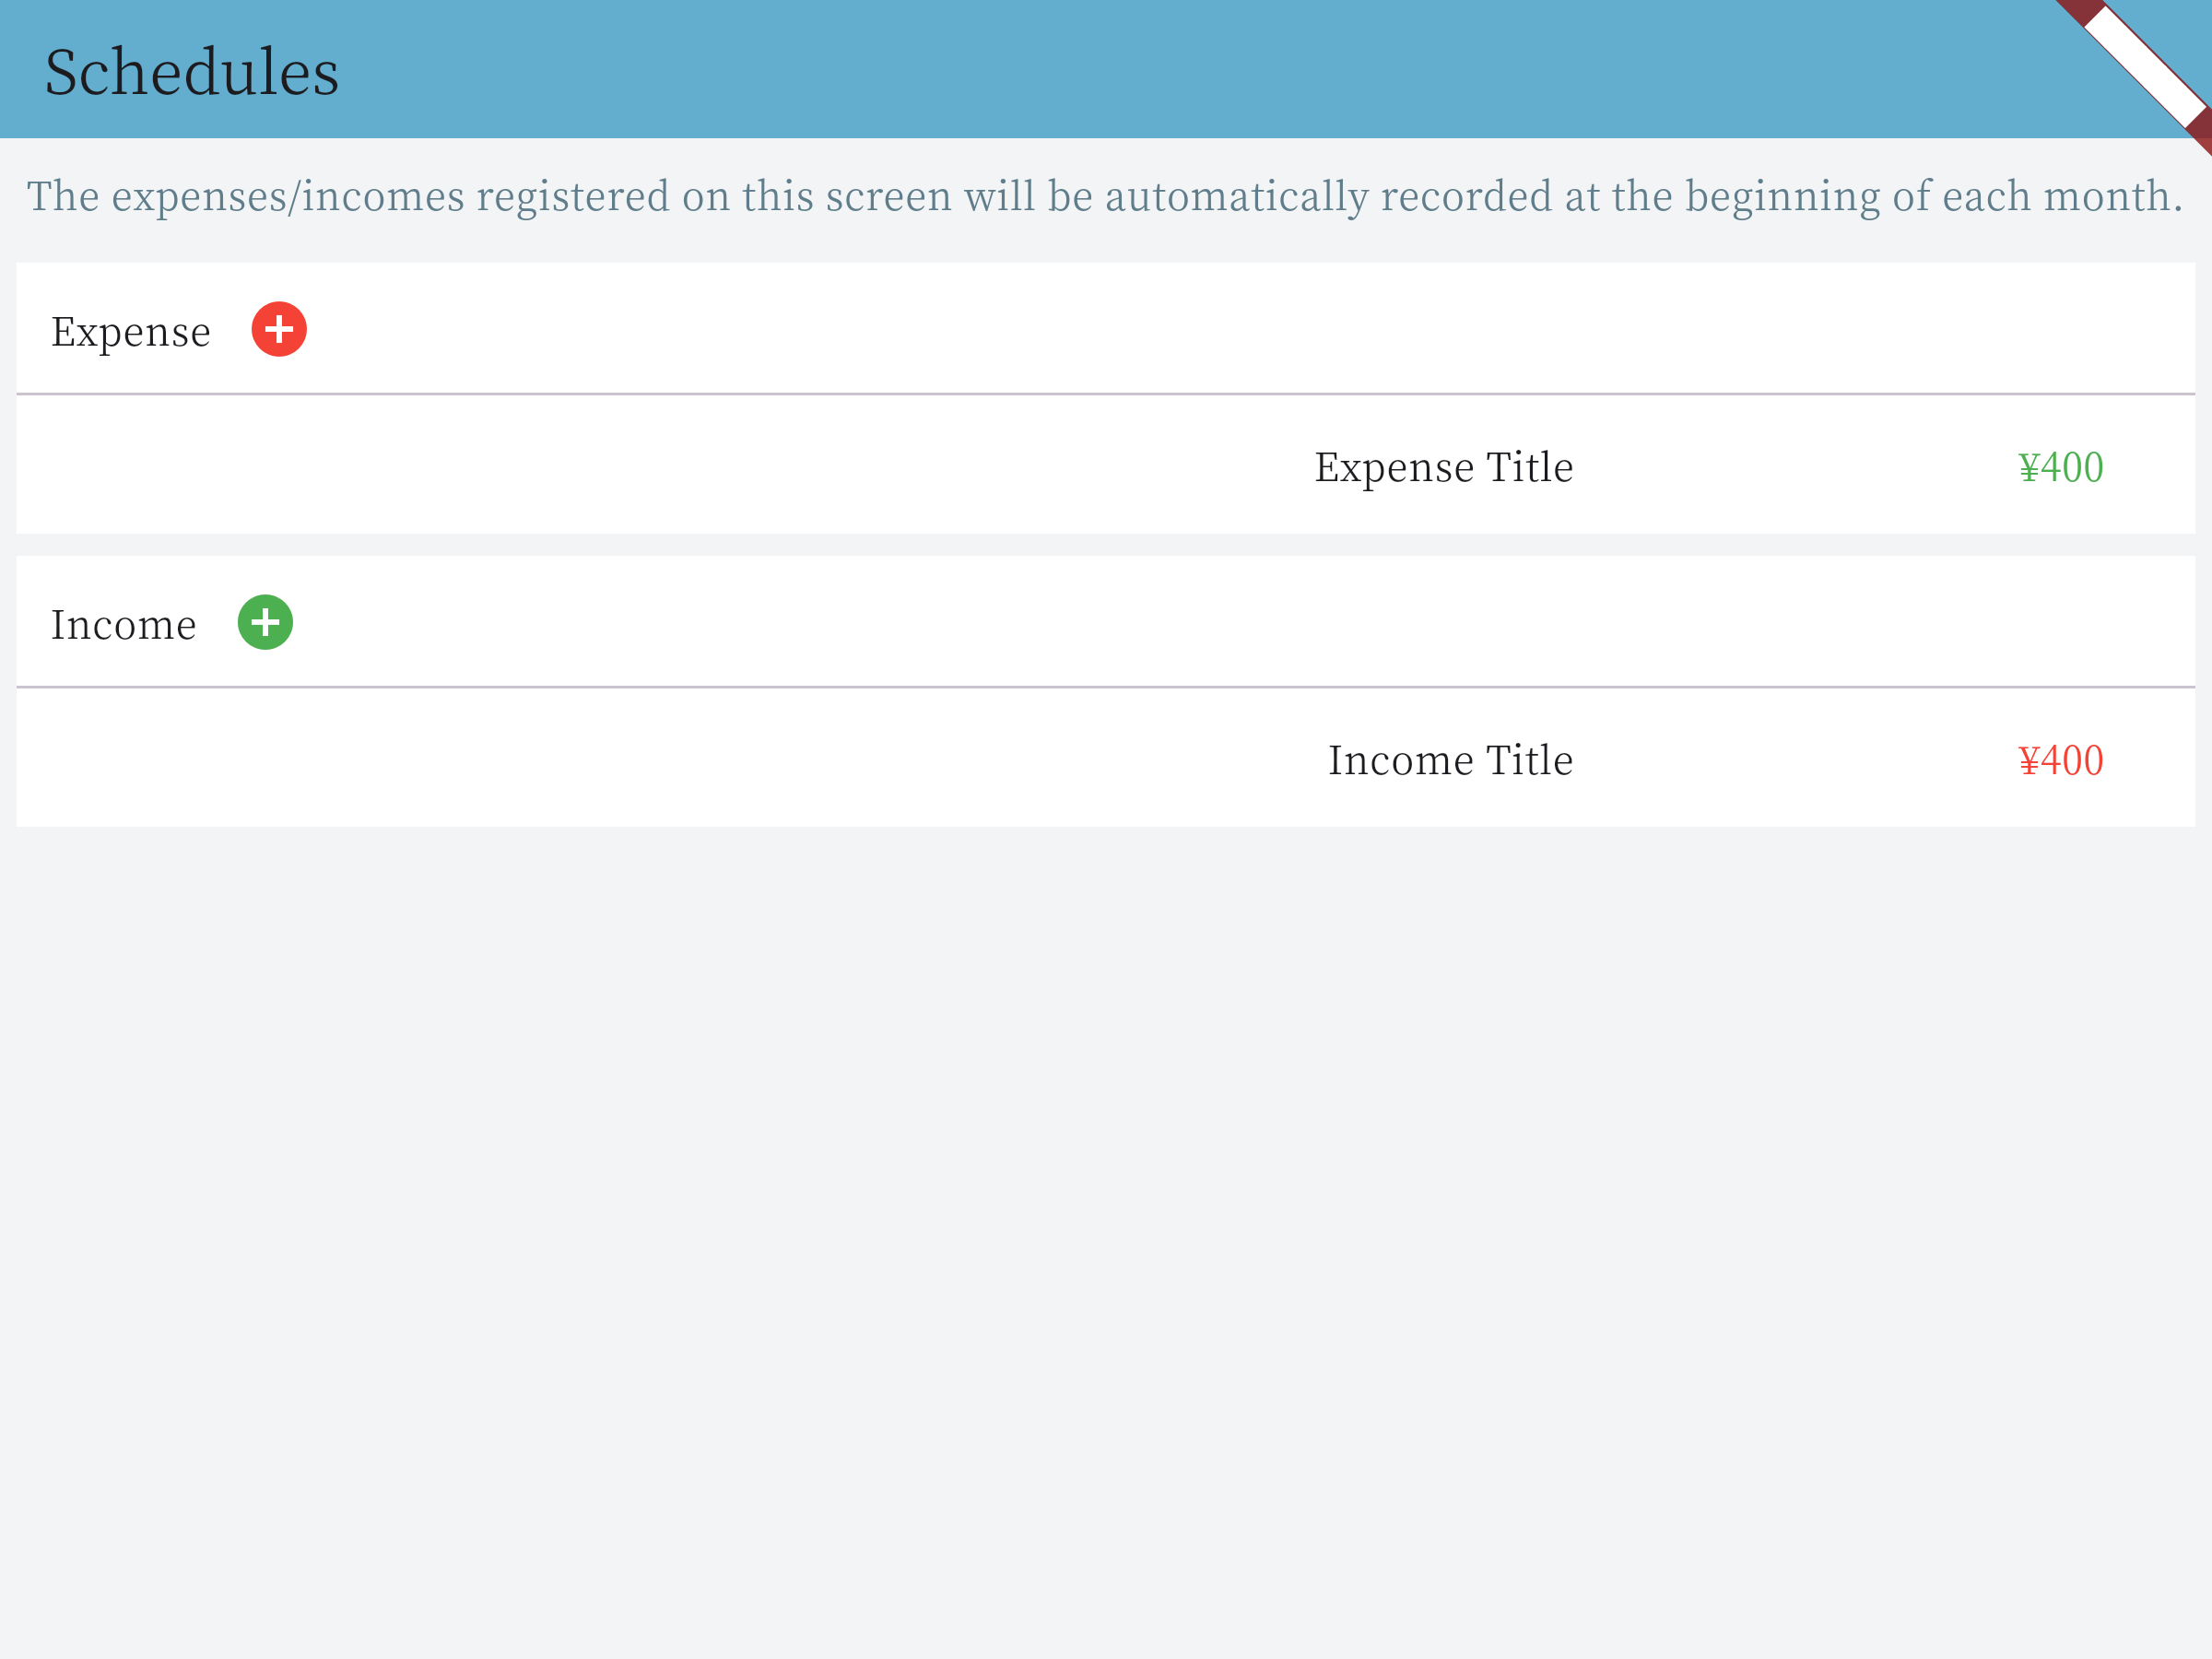 Schedules
The expenses/incomes registered on this screen will be automatically recorded at the beginning of each month.
Expense
Expense Title ¥400
Income
Income Title ¥400